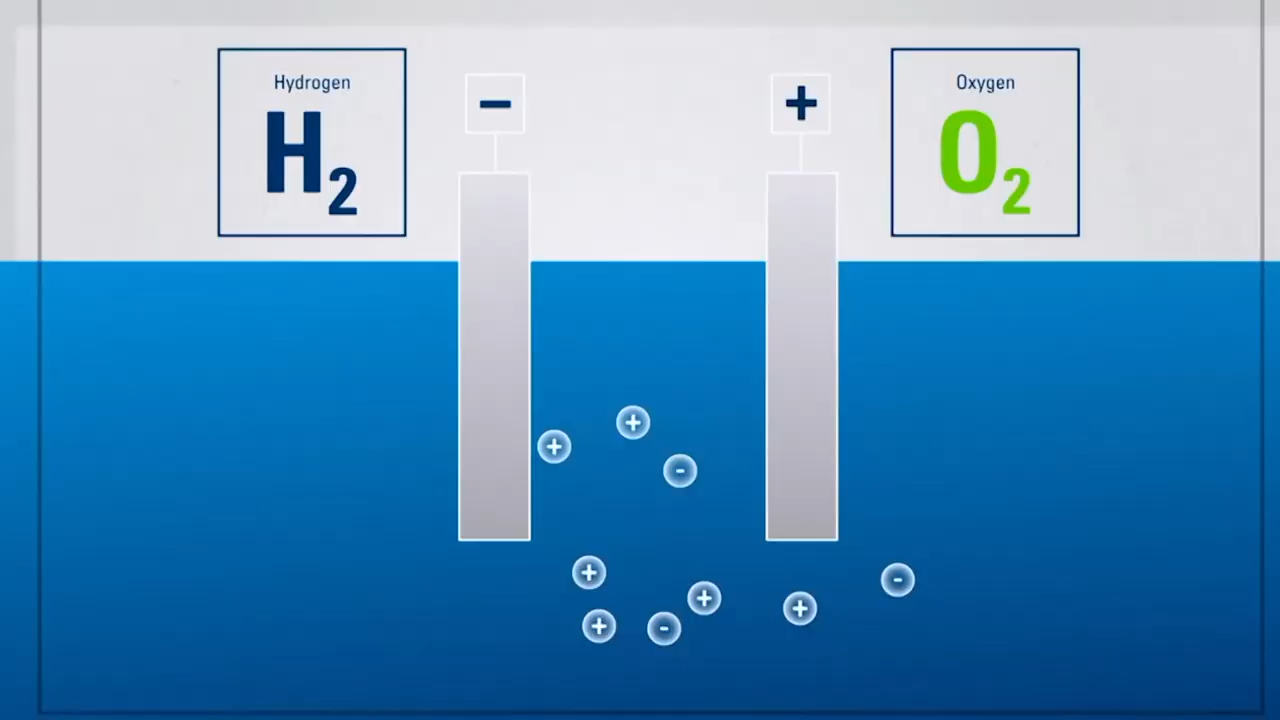 Hydrogen
H2
−
+
Oxygen
O2
+
+
-
+
+
-
+
+
-